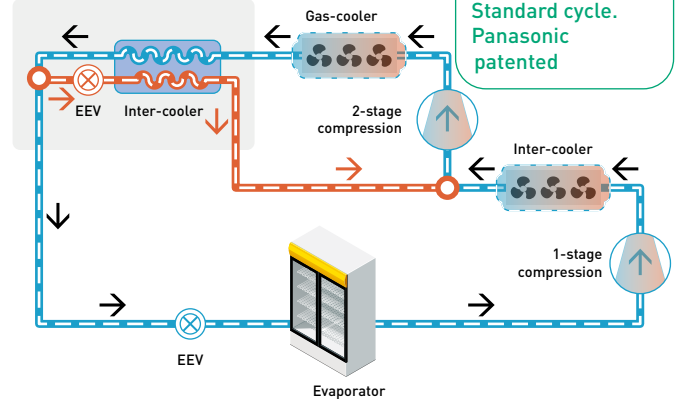 Standard cycle.
Panasonic
patented
Gas-cooler
EEV
Inter-cooler
2-stage
compression
Inter-cooler
1-stage
compression
EEV
Evaporator